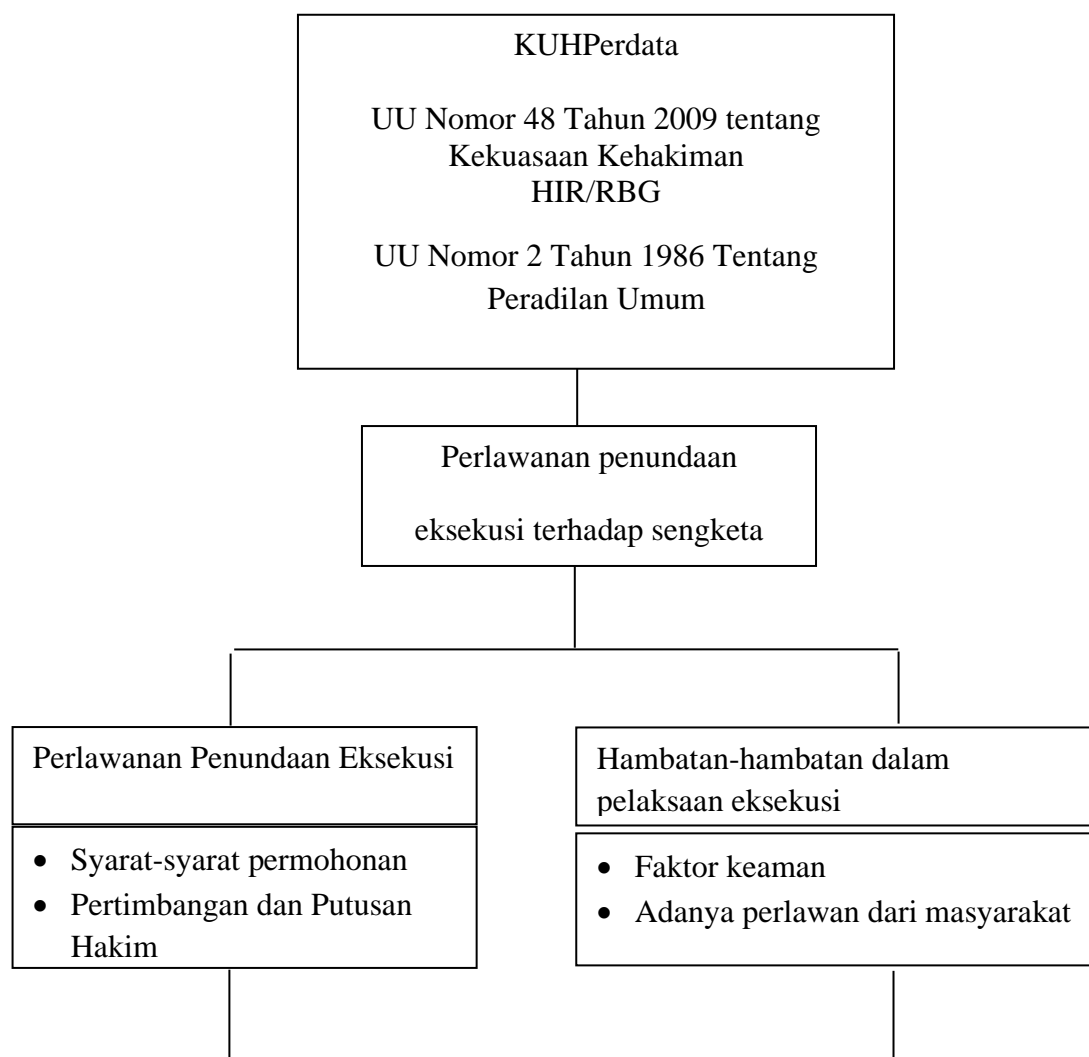 KUHPerdata
UU Nomor 48 Tahun 2009 tentang
Kekuasaan Kehakiman
HIR/RBG
UU Nomor 2 Tahun 1986 Tentang
Peradilan Umum
Perlawanan penundaan
eksekusi terhadap sengketa
Perlawanan Penundaan Eksekusi
• Syarat-syarat permohonan
• Pertimbangan dan Putusan
Hakim
Hambatan-hambatan dalam
pelaksaan eksekusi
• Faktor keaman
• Adanya perlawan dari masyarakat